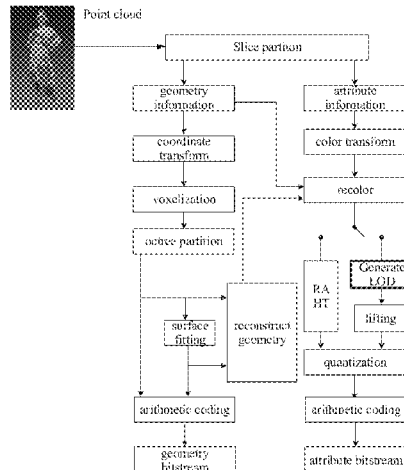 Point cloud
Slice partition
geometry
information
attribute
information
coordinate
transform
color transform
voxelization
recolor
octree partition
RA
HT
Generate
LOD
surface
fitting
reconstruct
geometry
lifting
quantization
arithmetic coding
arithmetic coding
geometry
bitstream
attribute bitstream